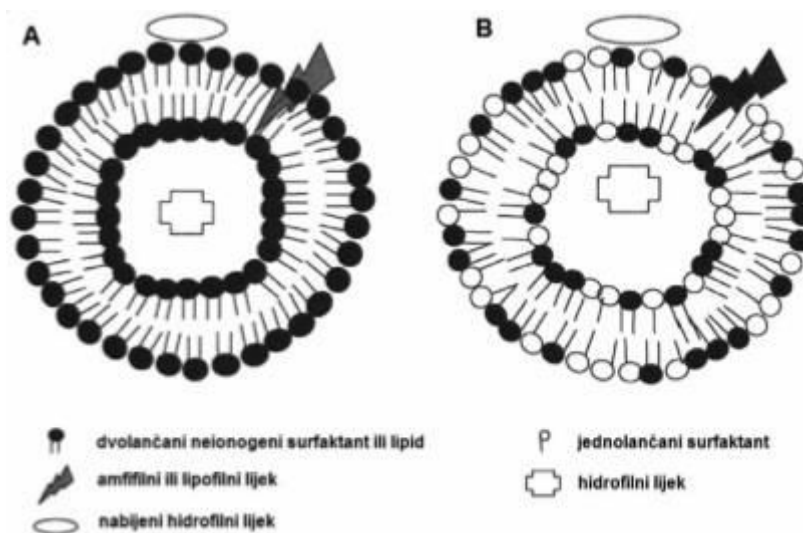 A
B
dvolančani neionogeni surfaktant ili lipid
jednolančani surfaktant
amfifilni ili lipofilni lijek
hidrofilni lijek
nabijeni hidrofilni lijek